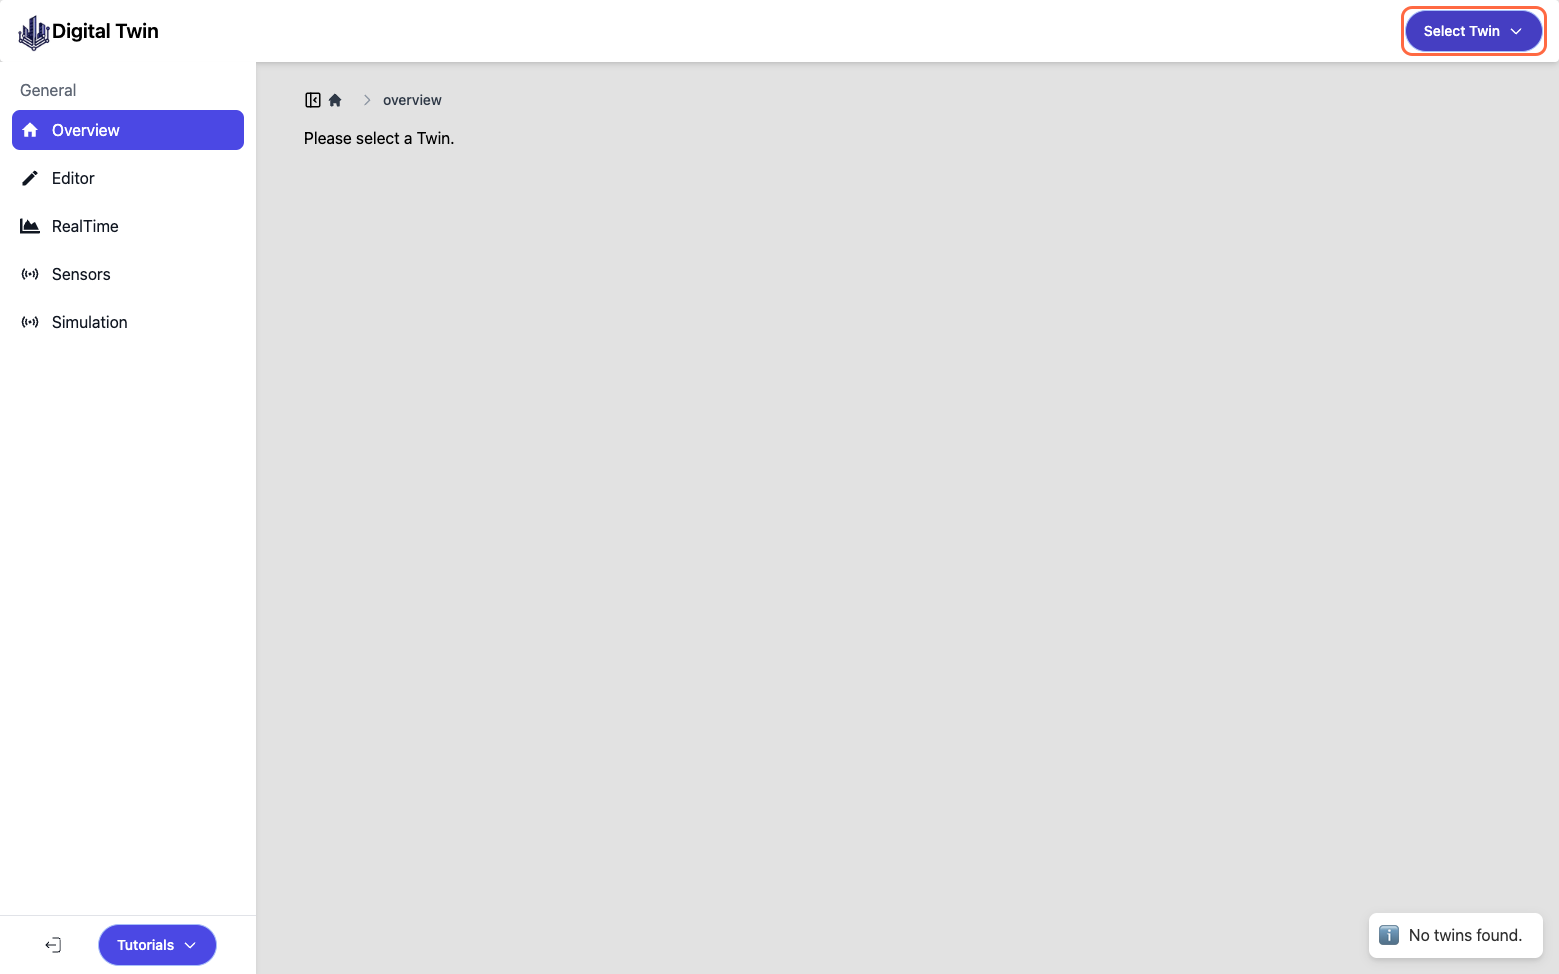 Digital Twin
Select Twin
General
Overview
Editor
RealTime
Sensors
Simulation
overview
Please select a Twin.
Tutorials
No twins found.